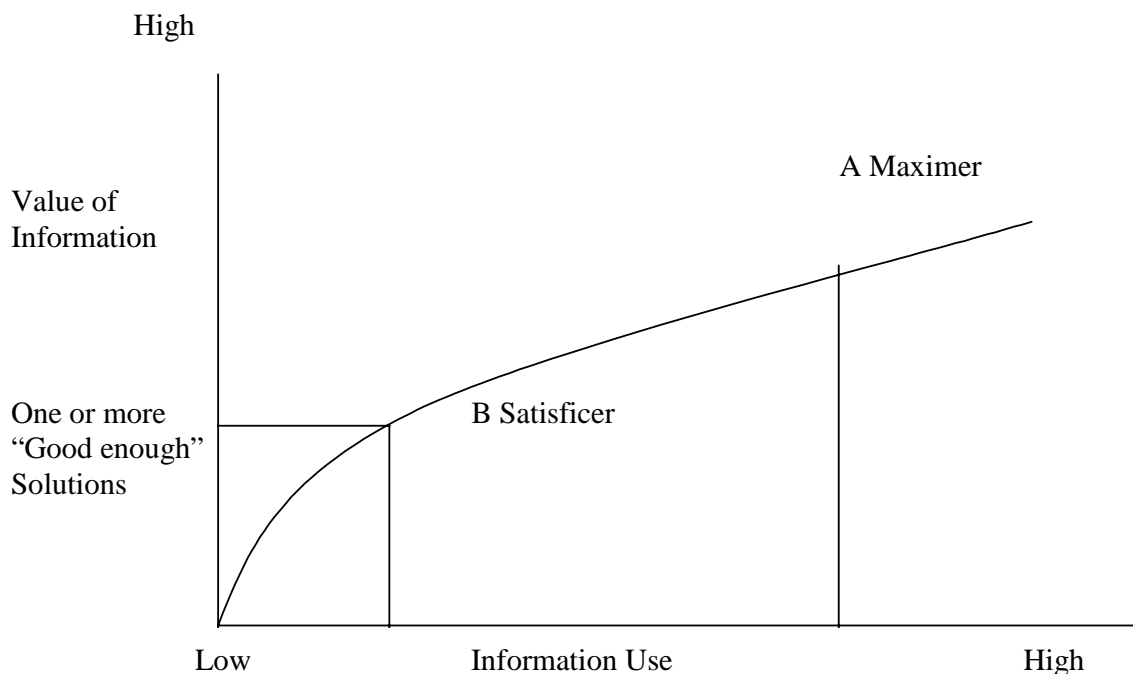 High
A Maximer
Value of
Information
One or more
“Good enough”
Solutions
B Satisficer
Low
Information Use
High